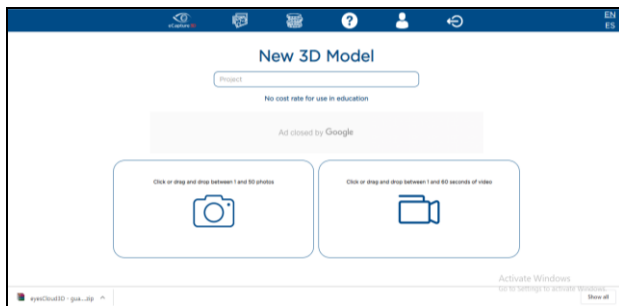 eCapture 3D
EN
ES
New 3D Model
Project
No cost rate for use in education
Ad closed by Google
Click or drag and drop between 1 and 50 photos
Click or drag and drop between 1 and 60 seconds of video
Activate Windows
Go to Settings to activate Windows.
eyesCloud3D - gua....zip
Show all